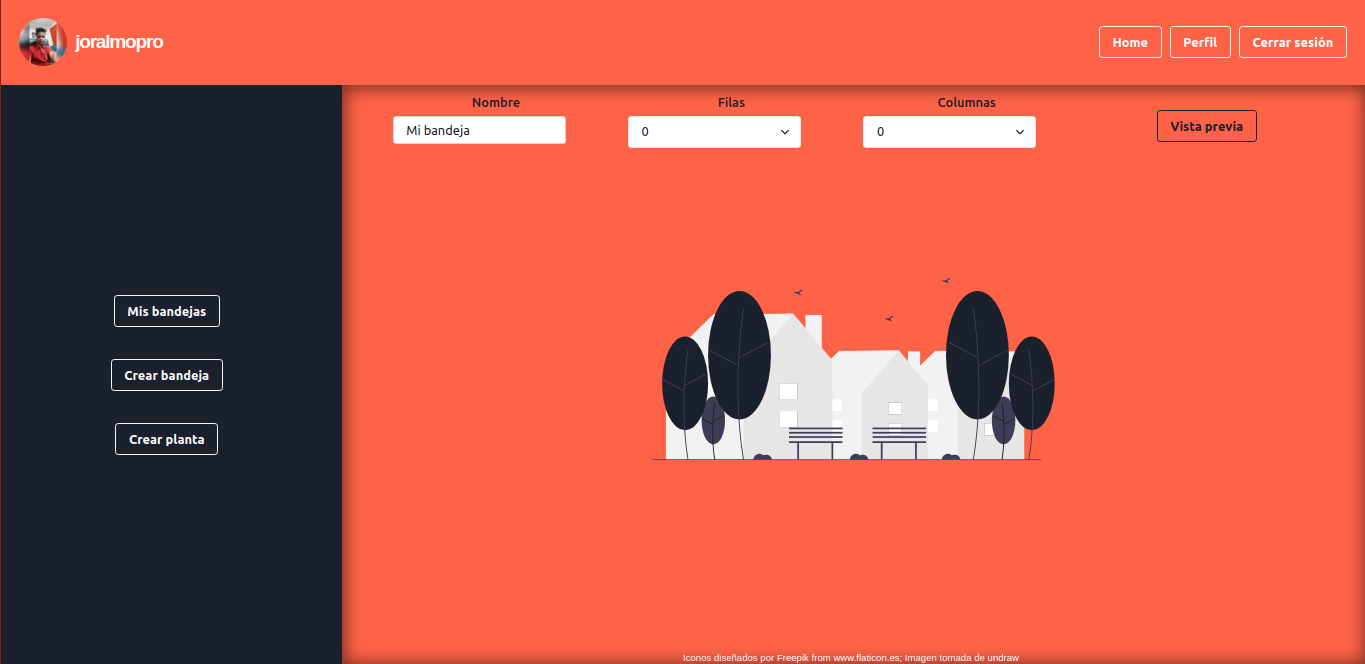 joralmopro
Home
Perfil
Cerrar sesión
Nombre
Filas
Columnas
Mi bandeja
0
0
Vista previa
Mis bandejas
Crear bandeja
Crear planta
Iconos diseñados por Freepik from www.flaticon.es; Imagen tomada de undraw